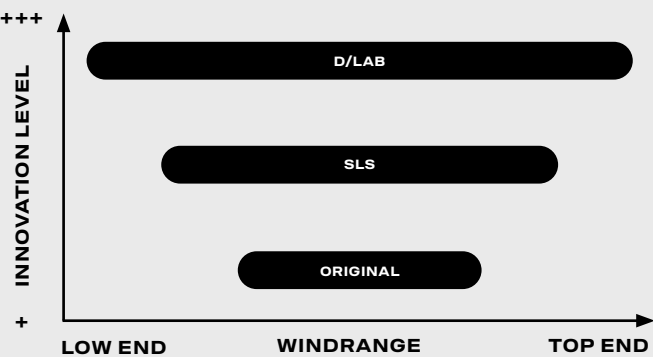 +++
D/LAB
SLS
ORIGINAL
INNOVATION LEVEL
+
LOW END
WINDRANGE
TOP END